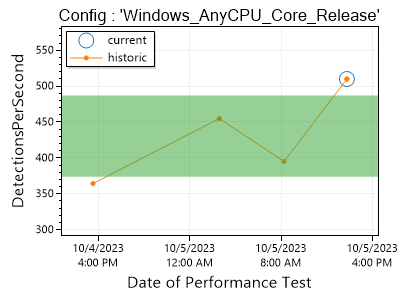 Config : 'Windows_AnyCPU_Core_Release'
current
historic
DetectionsPerSecond
550
500
450
400
350
300
10/4/2023 10/5/2023 10/5/2023 10/5/2023
4:00 PM 12:00 AM 8:00 AM 4:00 PM
Date of Performance Test